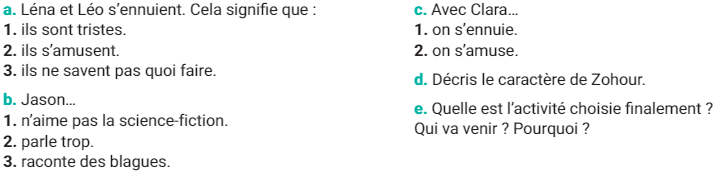 a. Léna et Léo s’ennuient. Cela signifie que :
1. ils sont tristes.
2. ils s’amusent.
3. ils ne savent pas quoi faire.
b. Jason...
1. n’aime pas la science-fiction.
2. parle trop.
3. raconte des blagues.
c. Avec Clara...
1. on s’ennuie.
2. on s’amuse.
d. Décris le caractère de Zohour.
e. Quelle est l’activité choisie finalement ?
Qui va venir ? Pourquoi ?